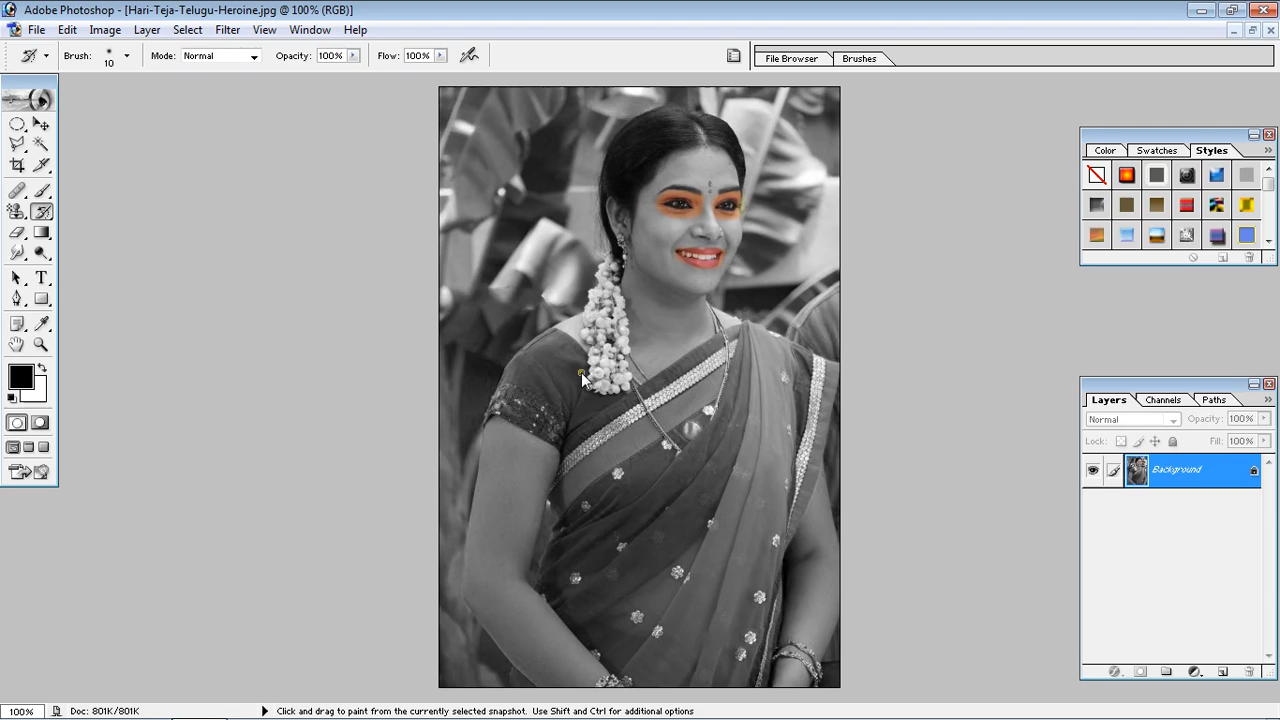 Adobe Photoshop - [Hari-Teja-Telugu-Heroine.jpg @ 100% (RGB)]
File Edit Image Layer Select Filter View Window Help
Brush: 10 Mode: Normal Opacity: 100% Flow: 100% File Browser Brushes
Color Swatches Styles
Layers Channels Paths
Normal Opacity: 100%
Lock: Fill: 100%
Background
100% Doc: 801K/801K Click and drag to paint from the currently selected snapshot. Use Shift and Ctrl for additional options